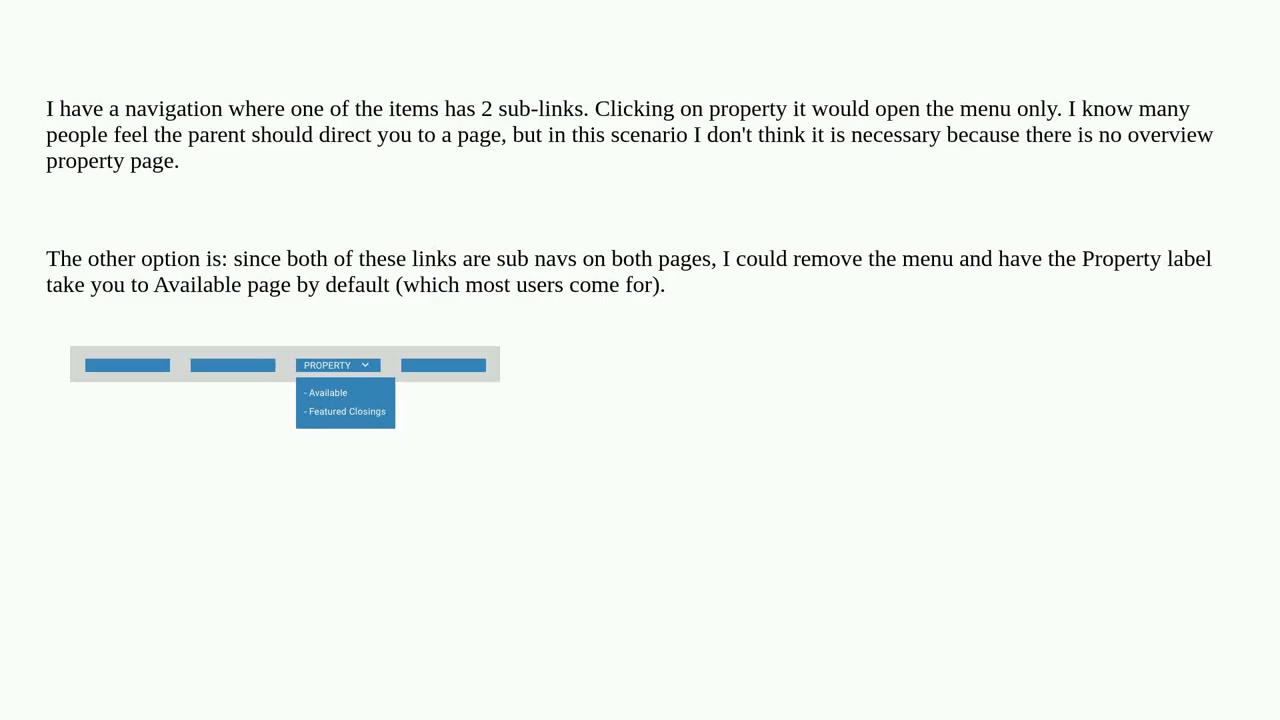 I have a navigation where one of the items has 2 sub-links. Clicking on property it would open the menu only. I know many
people feel the parent should direct you to a page, but in this scenario I don't think it is necessary because there is no overview
property page.
The other option is: since both of these links are sub navs on both pages, I could remove the menu and have the Property label
take you to Available page by default (which most users come for).
PROPERTY
- Available
- Featured Closings